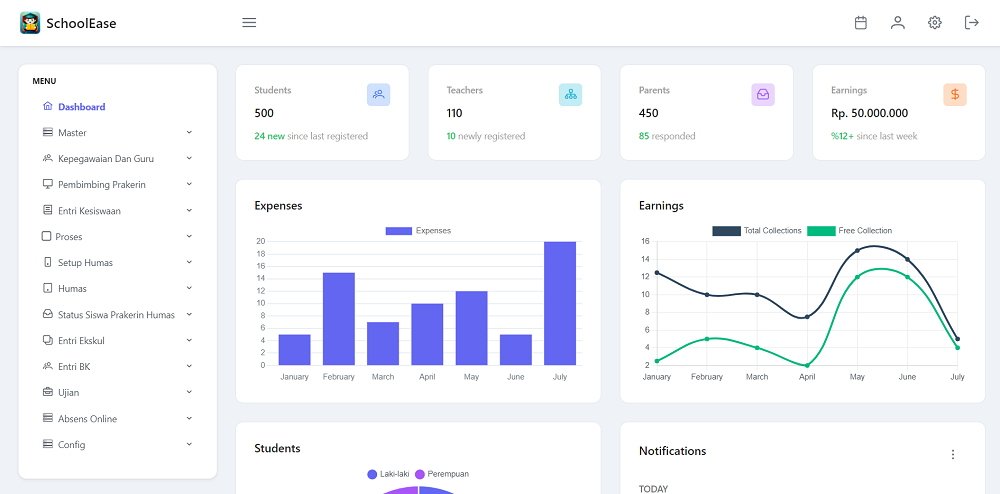 SchoolEase
MENU
Dashboard
Master
Kepegawaian Dan Guru
Pembimbing Prakerin
Entri Kesiswaan
Proses
Setup Humas
Humas
Status Siswa Prakerin Humas
Entri Ekskul
Entri BK
Ujian
Absens Online
Config
Students
500
24 new since last registered
Teachers
110
10 newly registered
Parents
450
85 responded
Earnings
Rp. 50.000.000
%12+ since last week
Expenses
Expenses
20
18
16
14
12
10
8
6
4
2
0
January February March April May June July
Earnings
Total Collections Free Collection
16
14
12
10
8
6
4
2
January February March April May June July
Students
Laki-laki Perempuan
Notifications
TODAY